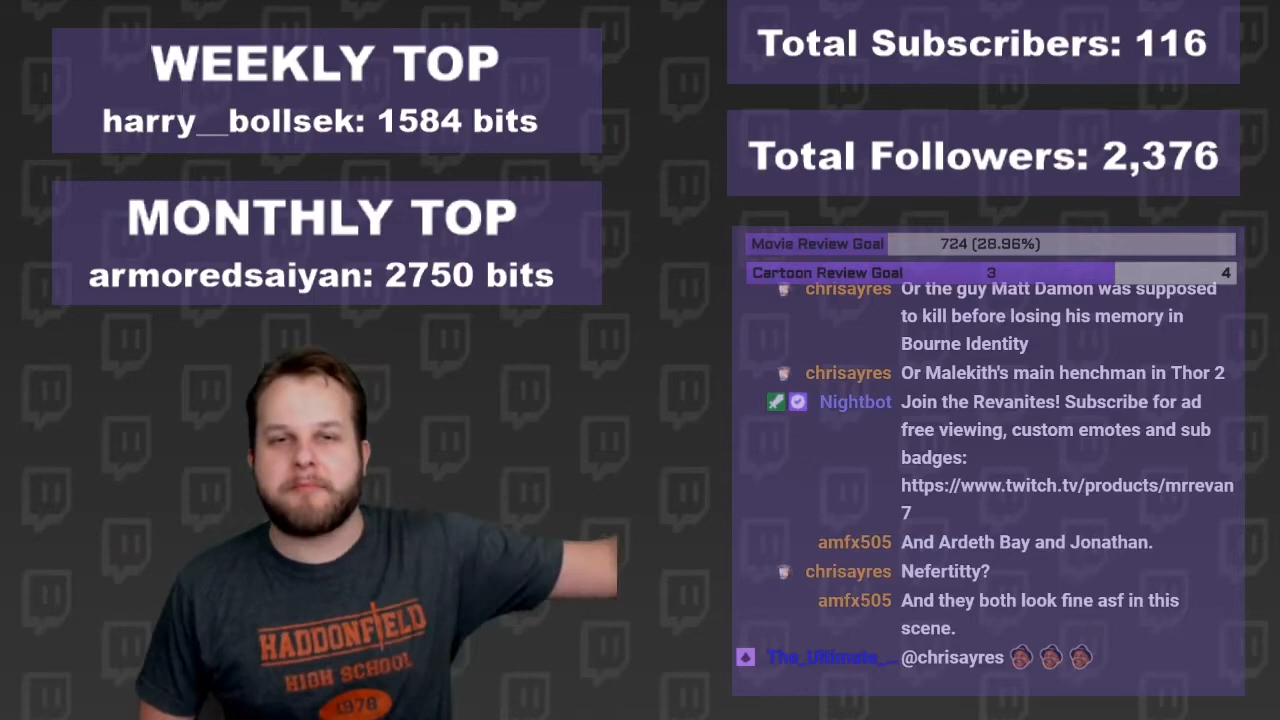 WEEKLY TOP
harry__bollsek: 1584 bits
MONTHLY TOP
armoredsaiyan: 2750 bits
HADDONFIELD
HIGH SCHOOL
1978
Total Subscribers: 116
Total Followers: 2,376
Movie Review Goal 724 (28.96%)
Cartoon Review Goal 3 4
chrisayres Or the guy Matt Damon was supposed
to kill before losing his memory in
Bourne Identity
chrisayres Or Malekith's main henchman in Thor 2
Nightbot Join the Revanites! Subscribe for ad
free viewing, custom emotes and sub
badges:
https://www.twitch.tv/products/mrrevan
7
amfx505 And Ardeth Bay and Jonathan.
chrisayres Nefertitty?
amfx505 And they both look fine asf in this
scene.
The_Ultimate_... @chrisayres